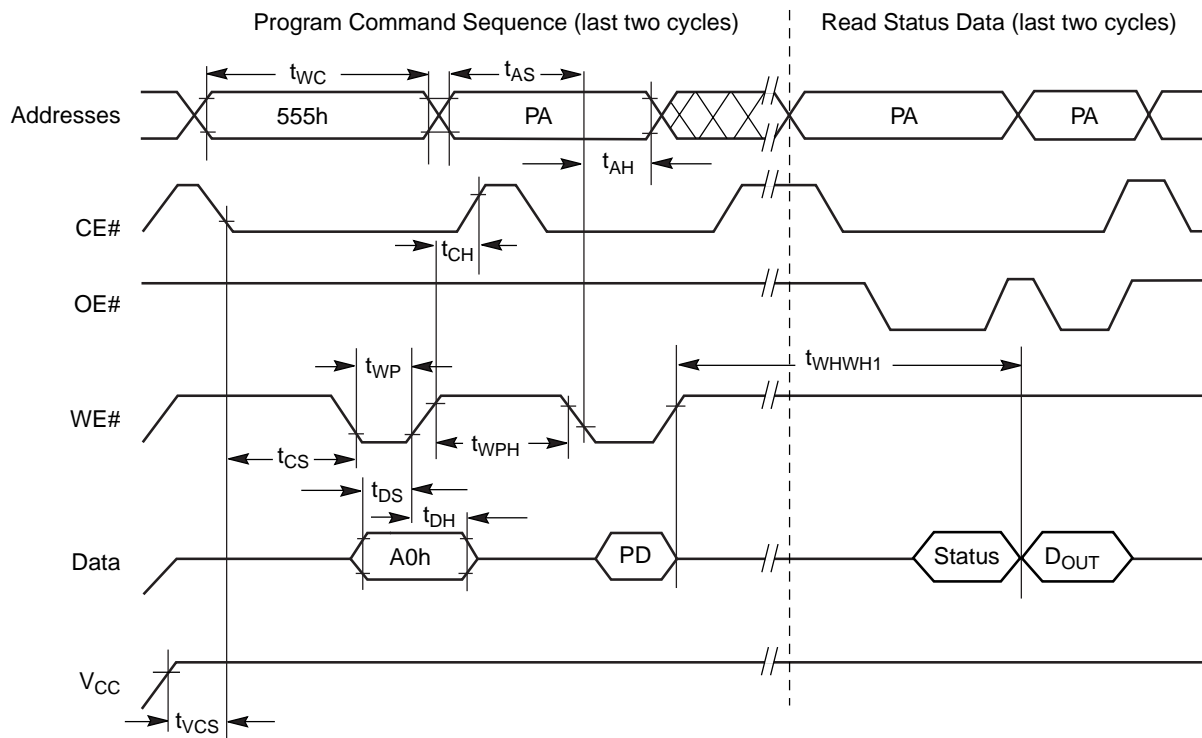 Program Command Sequence (last two cycles) Read Status Data (last two cycles)
tWC tAS
Addresses 555h PA PA PA
tAH
CE#
tCH
OE#
tWP tWHWH1
WE#
tCS tWPH
tDS
tDH
Data A0h PD Status DOUT
VCC
tVCS